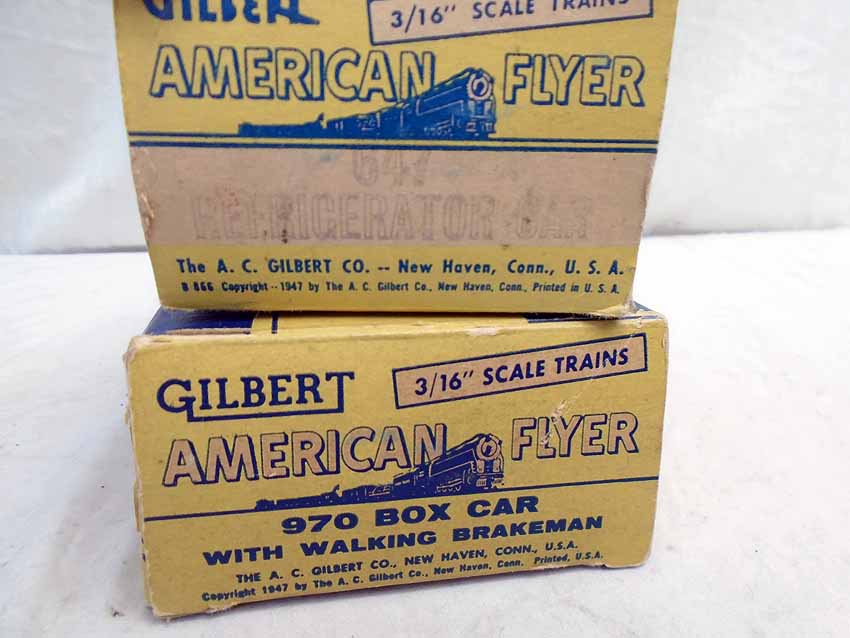 GILBERT
3/16" SCALE TRAINS
AMERICAN FLYER
647
REFRIGERATOR CAR
The A. C. GILBERT CO. -- New Haven, Conn., U. S. A.
B 866 Copyright -- 1947 by The A. C. Gilbert Co., New Haven, Conn., Printed in U. S. A.
GILBERT
3/16" SCALE TRAINS
AMERICAN FLYER
970 BOX CAR
WITH WALKING BRAKEMAN
THE A. C. GILBERT CO., NEW HAVEN, CONN., U.S.A.
Copyright 1947 by The A. C. Gilbert Co., New Haven, Conn. Printed, U.S.A.